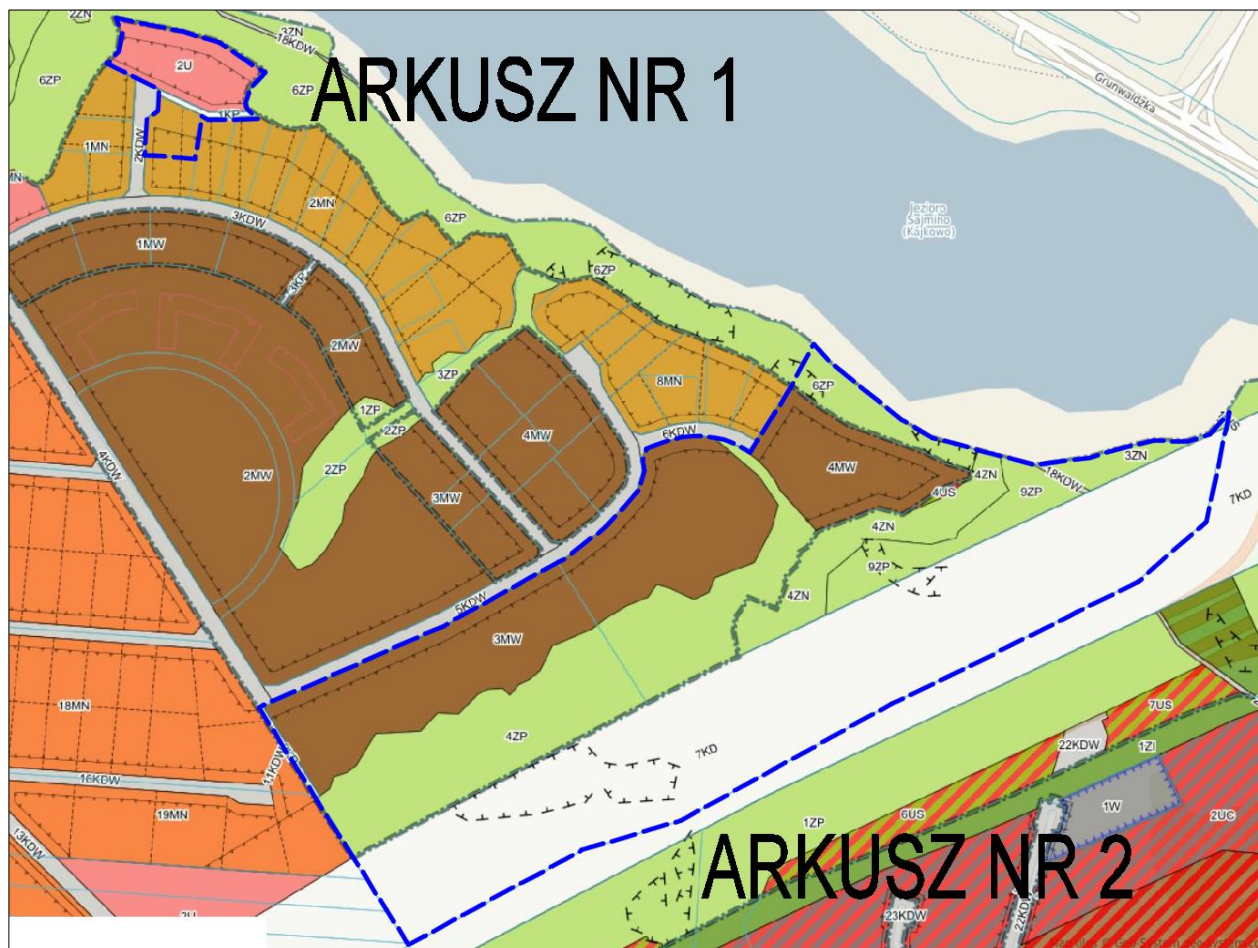 2ZN
3ZN
18KDW
2U
6ZP
6ZP
ARKUSZ NR 1
Grunwaldzka
1KP
1MN
2KDW
MN
2MN
3KDW
6ZP
Jezioro
Sajmino
(Kajkowo)
1MW
3KP
6ZP
2MW
3ZP
8MN
6ZP
1ZP
2ZP
4MW
6KDW
4KDW
2MW
2ZP
3MW
4MW
4ZN
4US
9ZP
18KDW
3ZN
7KD
4ZN
9ZP
5KDW
4ZN
3MW
18MN
7US
11KDW
4ZP
7KD
22KDW
1ZI
16KDW
1W
19MN
6US
2UC
13KDW
1ZP
ARKUSZ NR 2
2U
23KDW
22KDW